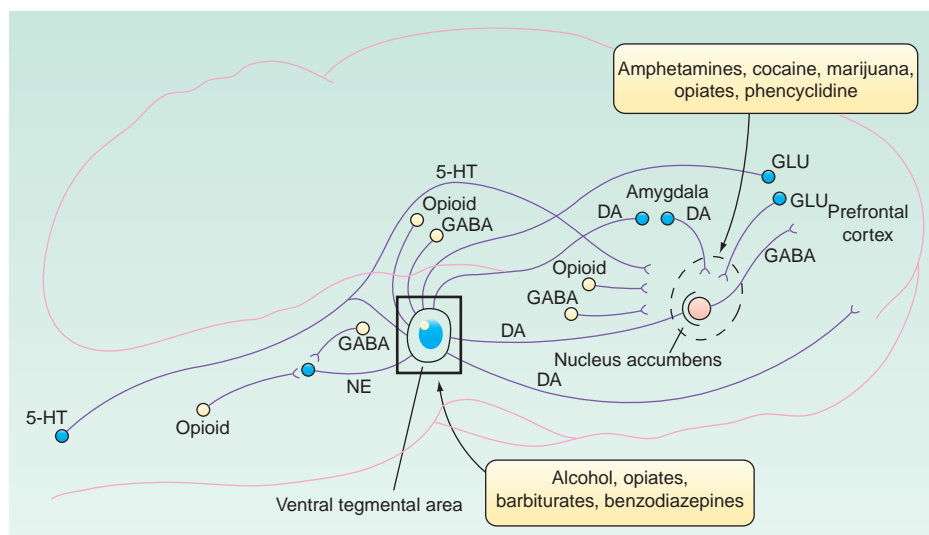 Amphetamines, cocaine, marijuana,
opiates, phencyclidine
5-HT
GLU
Opioid
GABA
Amygdala
DA
DA
GLU
Prefrontal
cortex
GABA
Opioid
GABA
GABA
DA
Nucleus accumbens
NE
DA
5-HT
Opioid
Ventral tegmental area
Alcohol, opiates,
barbiturates, benzodiazepines